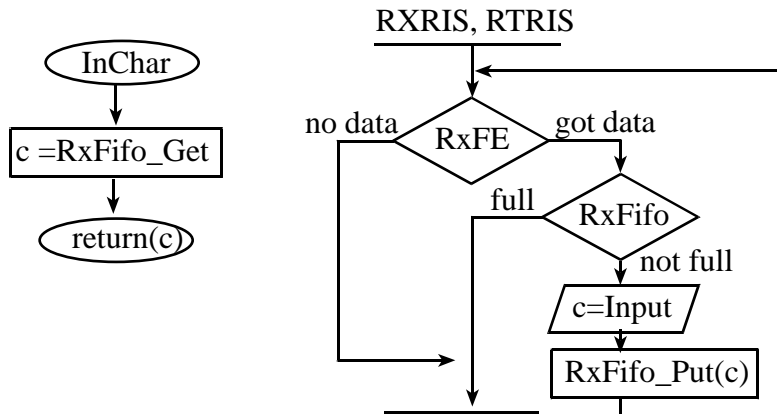 InChar
c =RxFifo_Get
return(c)
RXRIS, RTRIS
no data
RxFE
got data
full
RxFifo
not full
c=Input
RxFifo_Put(c)